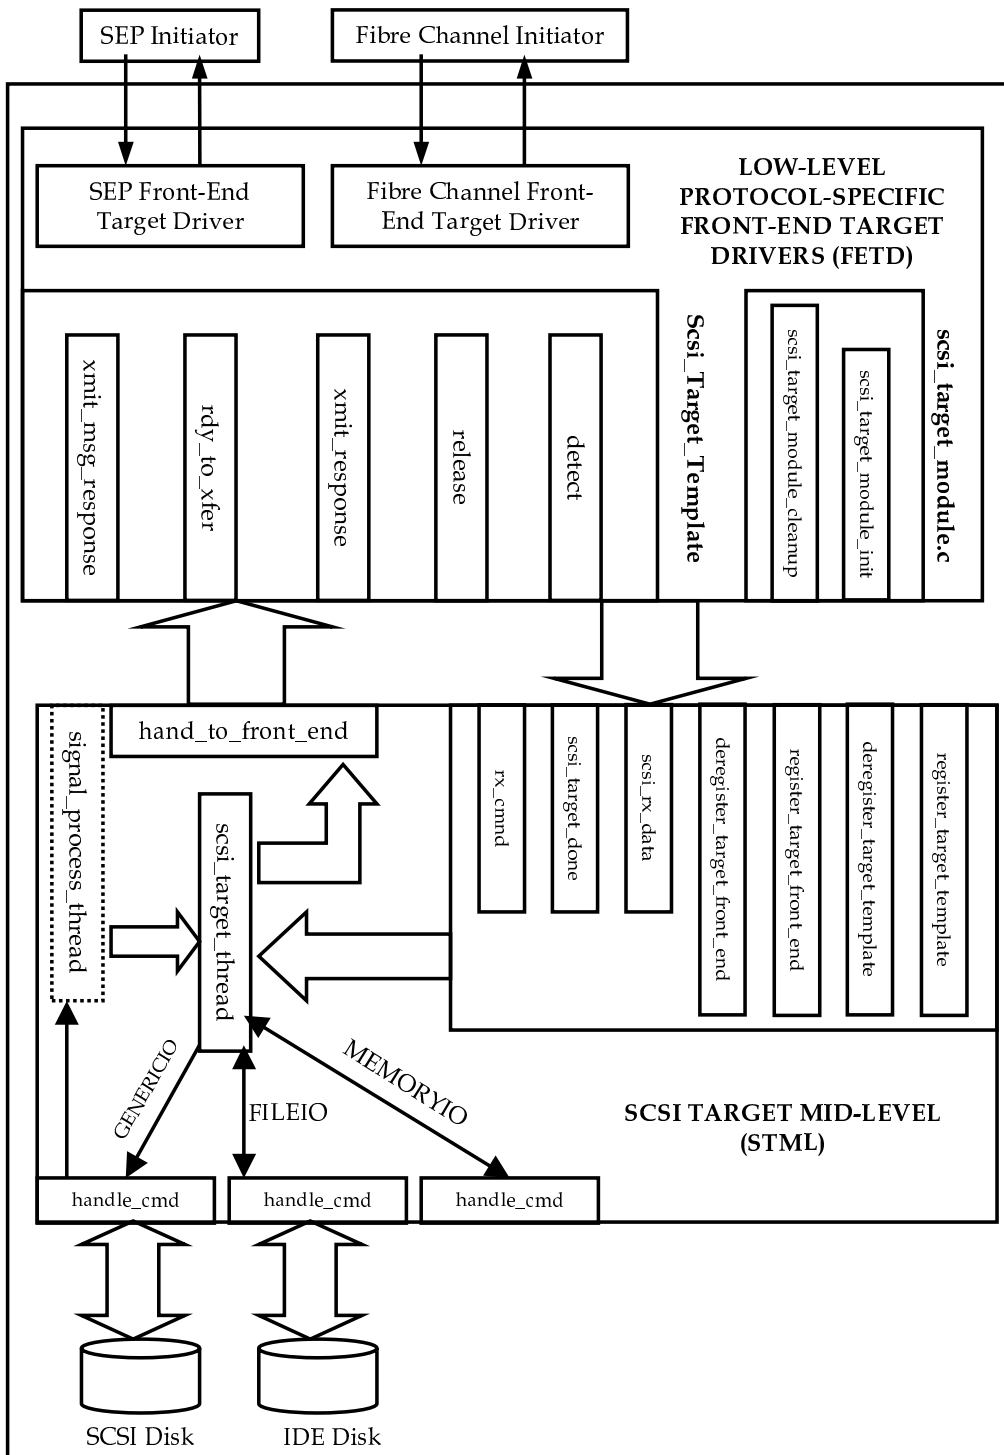 SEP Initiator
Fibre Channel Initiator
SEP Front-End
Target Driver
Fibre Channel Front-
End Target Driver
LOW-LEVEL
PROTOCOL-SPECIFIC
FRONT-END TARGET
DRIVERS (FETD)
xmit_msg_response
rdy_to_xfer
xmit_response
release
detect
Scsi_Target_Template
scsi_target_module_cleanup
scsi_target_module_init
scsi_target_module.c
signal_process_thread
hand_to_front_end
scsi_target_thread
rx_cmnd
scsi_target_done
scsi_rx_data
deregister_target_front_end
register_target_front_end
deregister_target_template
register_target_template
GENERICIO
FILEIO
MEMORYIO
SCSI TARGET MID-LEVEL
(STML)
handle_cmd
handle_cmd
handle_cmd
SCSI Disk
IDE Disk